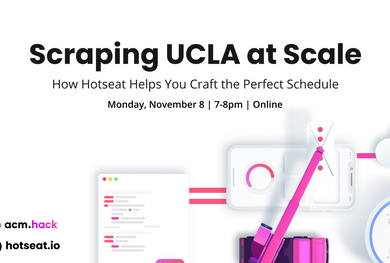 Scraping UCLA at Scale
How Hotseat Helps You Craft the Perfect Schedule
Monday, November 8 | 7-8pm | Online
acm.hack
hotseat.io